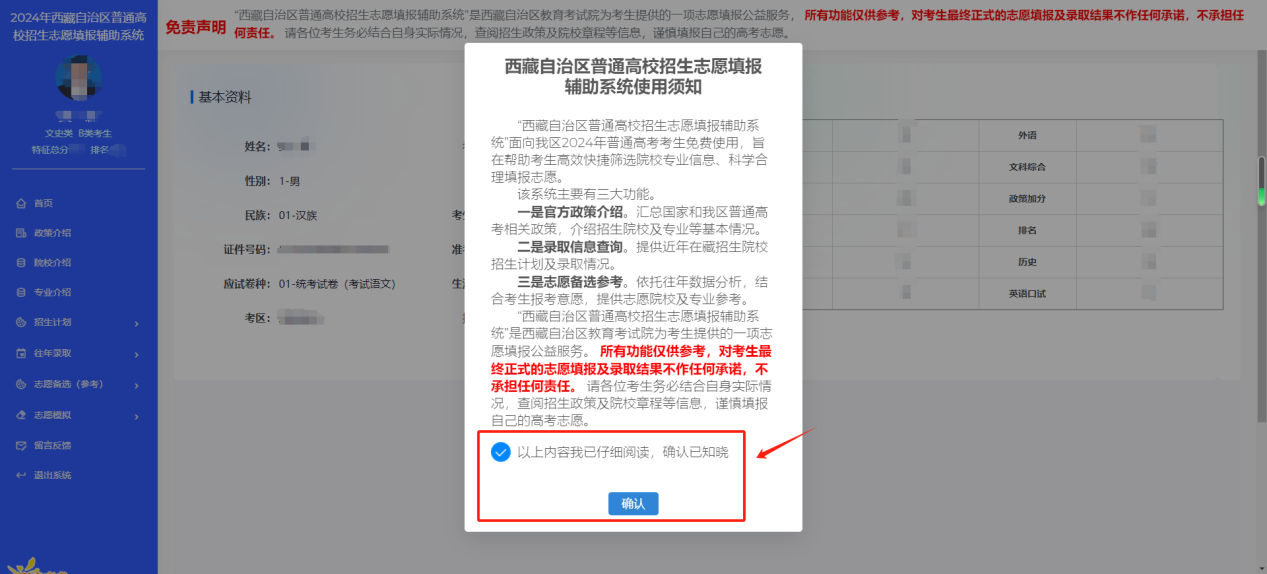 2024年西藏自治区普通高
校招生志愿填报辅助系统
文史类 B类考生
特征总分 排名
首页
政策介绍
院校介绍
专业介绍
招生计划
往年录取
志愿备选（参考）
志愿模拟
留言反馈
退出系统
免责声明
“西藏自治区普通高校招生志愿填报辅助系统”是西藏自治区教育考试院为考生提供的一项志愿填报公益服务， 所有功能仅供参考，对考生最终正式的志愿填报及录取结果不作任何承诺，不承担任
何责任。 请各位考生务必结合自身实际情况，查阅招生政策及院校章程等信息，谨慎填报自己的高考志愿。
基本资料
姓名：
性别： 1-男
民族： 01-汉族
证件号码：
应试卷种： 01-统考试卷（考试语文）
考区：
外语
文科综合
政策加分
排名
历史
英语口试
西藏自治区普通高校招生志愿填报
辅助系统使用须知
“西藏自治区普通高校招生志愿填报辅助系
统”面向我区2024年普通高考考生免费使用，旨
在帮助考生高效快捷筛选院校专业信息、科学合
理填报志愿。
该系统主要有三大功能。
一是官方政策介绍。汇总国家和我区普通高
考相关政策，介绍招生院校及专业等基本情况。
二是录取信息查询。提供近年在藏招生院校
招生计划及录取情况。
三是志愿备选参考。依托往年数据分析，结
合考生报考意愿，提供志愿院校及专业参考。
“西藏自治区普通高校招生志愿填报辅助系
统”是西藏自治区教育考试院为考生提供的一项志
愿填报公益服务。 所有功能仅供参考，对考生最
终正式的志愿填报及录取结果不作任何承诺，不
承担任何责任。 请各位考生务必结合自身实际情
况，查阅招生政策及院校章程等信息，谨慎填报
自己的高考志愿。
以上内容我已仔细阅读，确认已知晓
确认